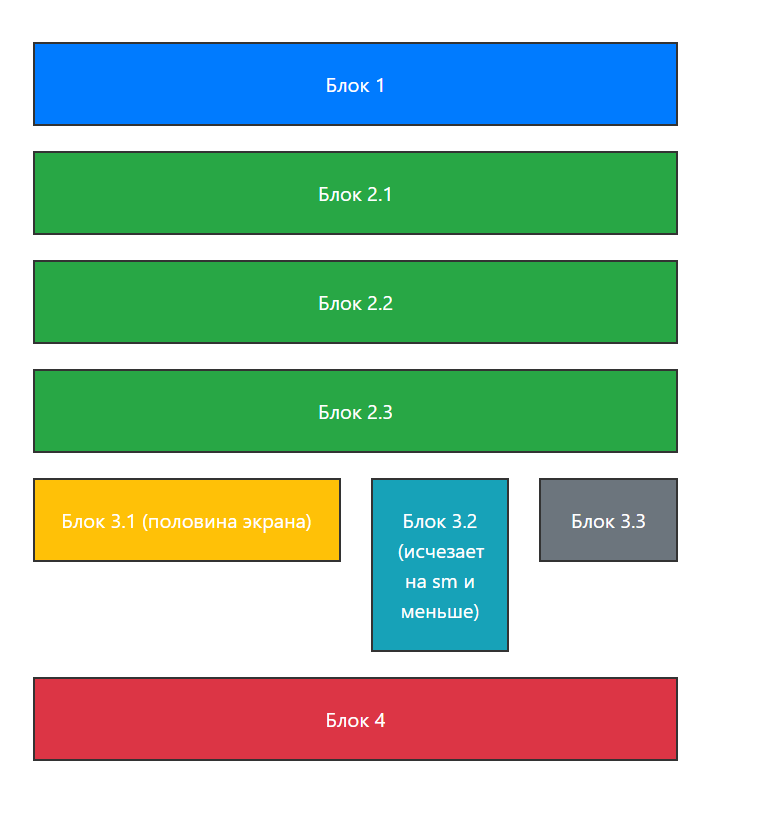 Блок 1
Блок 2.1
Блок 2.2
Блок 2.3
Блок 3.1 (половина экрана)
Блок 3.2
(исчезает
на sm и
меньше)
Блок 3.3
Блок 4